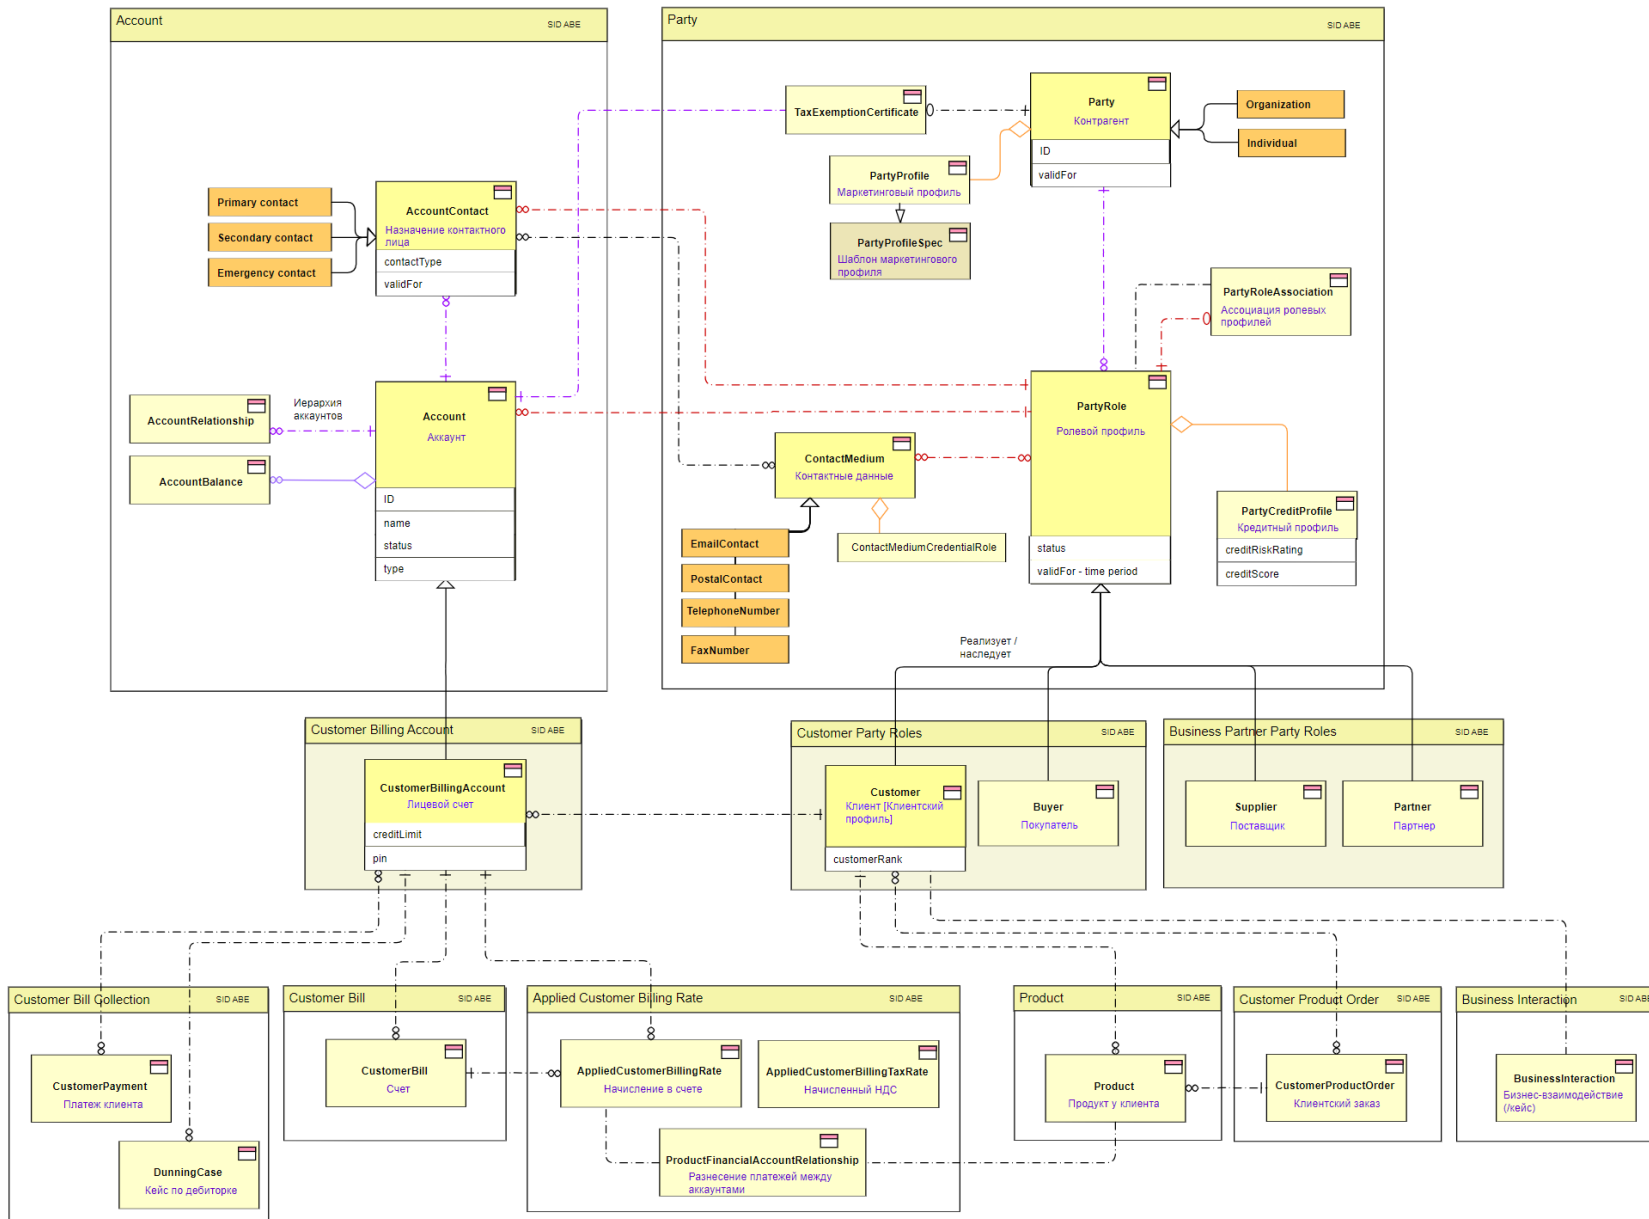 Account
SID ABE
Party
SID ABE
Party
Контрагент
ID
validFor
Organization
Individual
TaxExemptionCertificate
PartyProfile
Маркетинговый профиль
PartyProfileSpec
Шаблон маркетингового
профиля
Primary contact
Secondary contact
Emergency contact
AccountContact
Назначение контактного
лица
contactType
validFor
PartyRoleAssociation
Ассоциация ролевых
профилей
AccountRelationship
Иерархия
аккаунтов
AccountBalance
Account
Аккаунт
ID
name
status
type
PartyRole
Ролевой профиль
status
validFor - time period
ContactMedium
Контактные данные
ContactMediumCredentialRole
EmailContact
PostalContact
TelephoneNumber
FaxNumber
PartyCreditProfile
Кредитный профиль
creditRiskRating
creditScore
Реализует /
наследует
Customer Billing Account
SID ABE
CustomerBillingAccount
Лицевой счет
creditLimit
pin
Customer Party Roles
SID ABE
Customer
Клиент [Клиентский
профиль]
customerRank
Buyer
Покупатель
Business Partner Party Roles
SID ABE
Supplier
Поставщик
Partner
Партнер
Customer Bill Collection
SID ABE
CustomerPayment
Платеж клиента
DunningCase
Кейс по дебиторке
Customer Bill
SID ABE
CustomerBill
Счет
Applied Customer Billing Rate
SID ABE
AppliedCustomerBillingRate
Начисление в счете
AppliedCustomerBillingTaxRate
Начисленный НДС
ProductFinancialAccountRelationship
Разнесение платежей между
аккаунтами
Product
SID ABE
Product
Продукт у клиента
Customer Product Order
SID ABE
CustomerProductOrder
Клиентский заказ
Business Interaction
SID ABE
BusinessInteraction
Бизнес-взаимодействие
(/кейс)